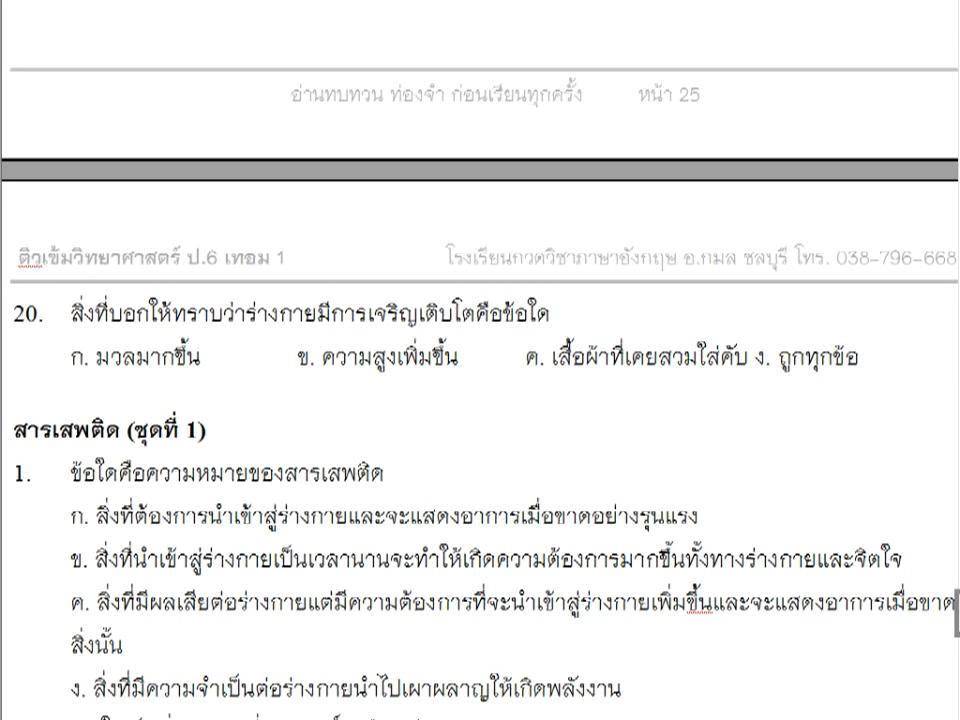 อ่านทบทวน ท่องจำ ก่อนเรียนทุกครั้ง หน้า 25
ติวเข้มวิทยาศาสตร์ ป.6 เทอม 1 โรงเรียนกวดวิชาภาษาอังกฤษ อ.กมล ชลบุรี โทร. 038-796-668
20. สิ่งที่บอกให้ทราบว่าร่างกายมีการเจริญเติบโตคือข้อใด
ก. มวลมากขึ้น ข. ความสูงเพิ่มขึ้น ค. เสื้อผ้าที่เคยสวมใส่คับ ง. ถูกทุกข้อ
สารเสพติด (ชุดที่ 1)
1. ข้อใดคือความหมายของสารเสพติด
ก. สิ่งที่ต้องการนำเข้าสู่ร่างกายและจะแสดงอาการเมื่อขาดอย่างรุนแรง
ข. สิ่งที่นำเข้าสู่ร่างกายเป็นเวลานานจะทำให้เกิดความต้องการมากขึ้นทั้งทางร่างกายและจิตใจ
ค. สิ่งที่มีผลเสียต่อร่างกายแต่มีความต้องการที่จะนำเข้าสู่ร่างกายเพิ่มขึ้นและจะแสดงอาการเมื่อขาด
สิ่งนั้น
ง. สิ่งที่มีความจำเป็นต่อร่างกายนำไปเผาผลาญให้เกิดพลังงาน